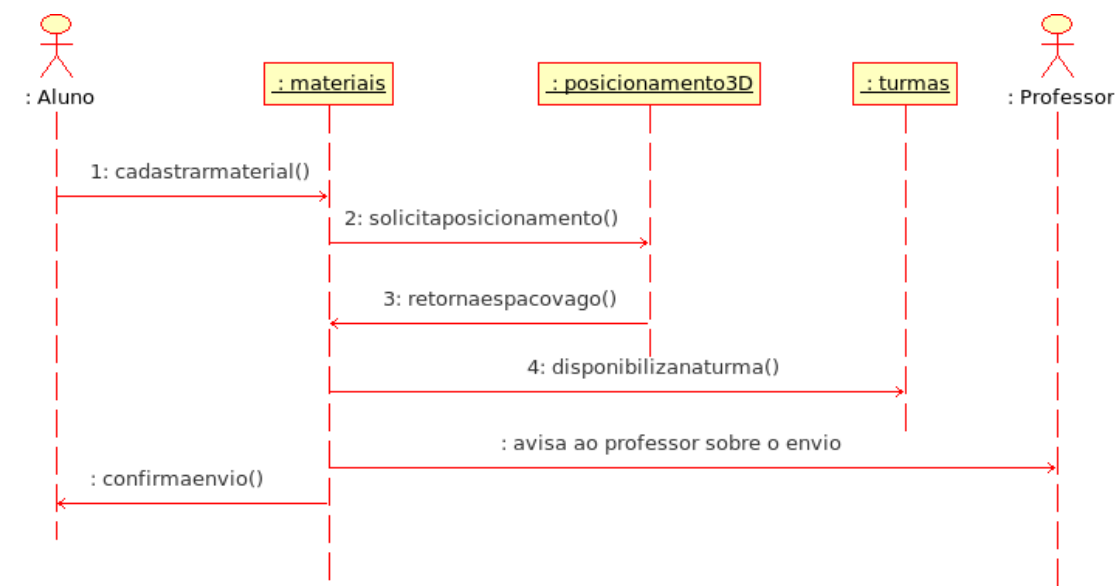 : Aluno
: materiais
: posicionamento3D
: turmas
: Professor
1: cadastrarmaterial()
2: solicitaposicionamento()
3: retornaespacovago()
4: disponibilizanaturma()
: avisa ao professor sobre o envio
: confirmaenvio()